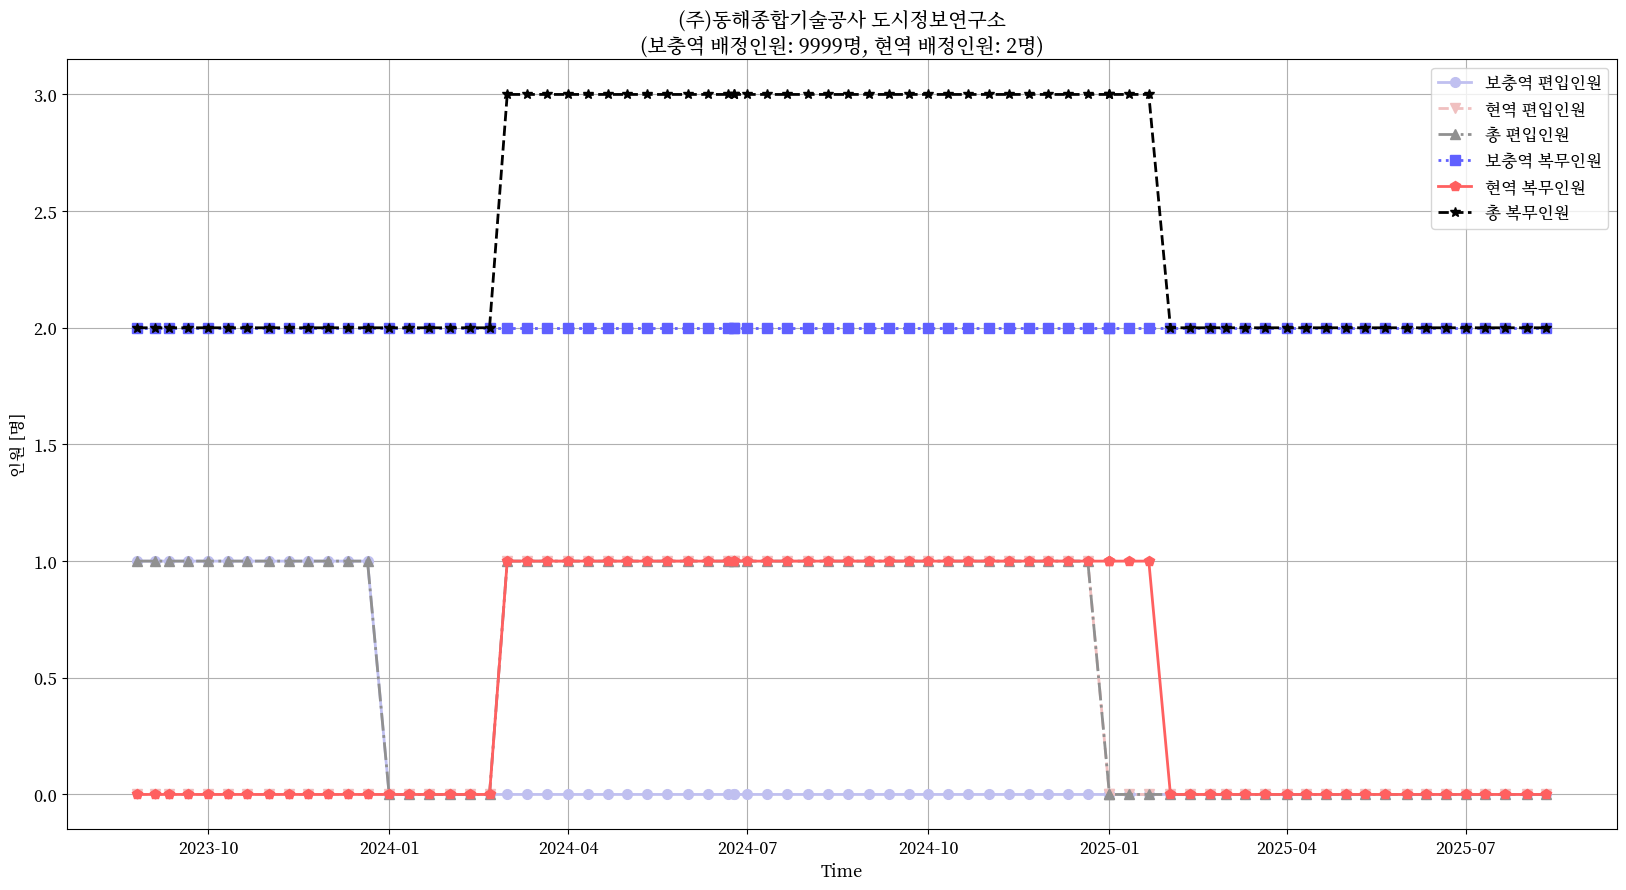 (주)동해종합기술공사 도시정보연구소
(보충역 배정인원: 9999명, 현역 배정인원: 2명)
보충역 편입인원
현역 편입인원
총 편입인원
보충역 복무인원
현역 복무인원
총 복무인원
3.0
2.5
2.0
1.5
1.0
0.5
0.0
인원 [명]
2023-10
2024-01
2024-04
2024-07
2024-10
2025-01
2025-04
2025-07
Time